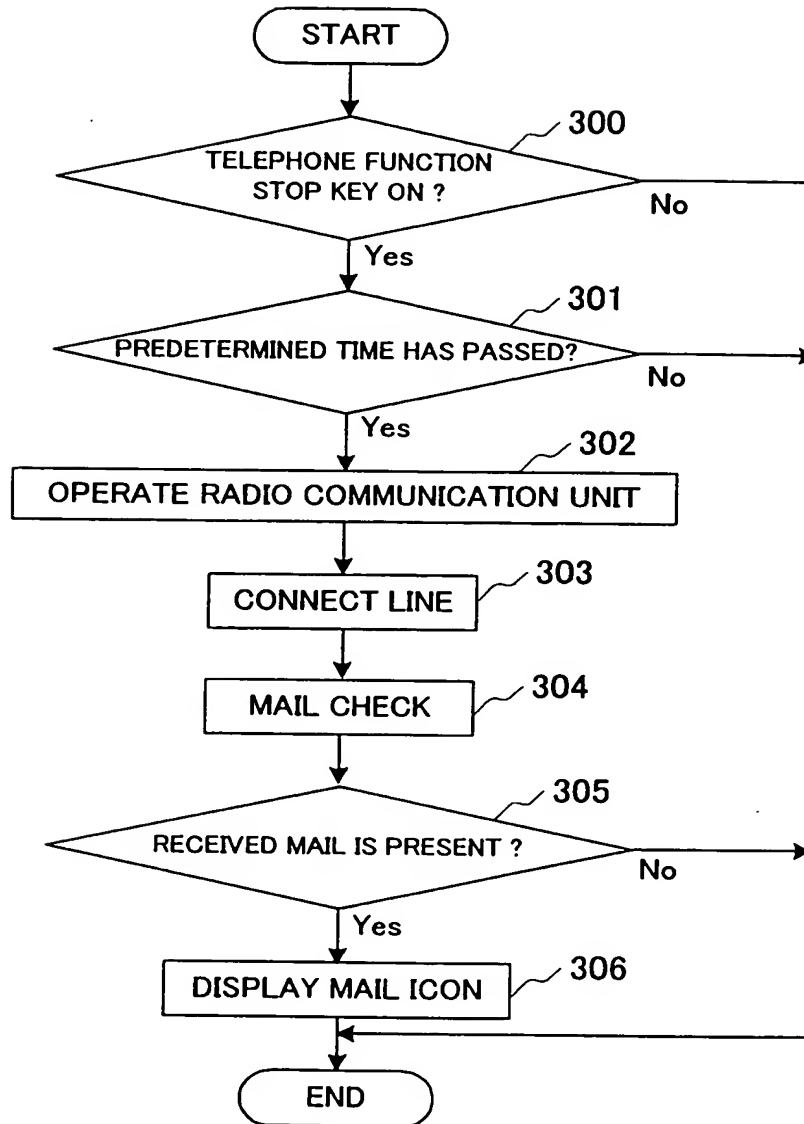 START
300
TELEPHONE FUNCTION
STOP KEY ON ?
No
Yes
301
PREDETERMINED TIME HAS PASSED?
No
Yes
302
OPERATE RADIO COMMUNICATION UNIT
303
CONNECT LINE
304
MAIL CHECK
305
RECEIVED MAIL IS PRESENT ?
No
Yes
306
DISPLAY MAIL ICON
END